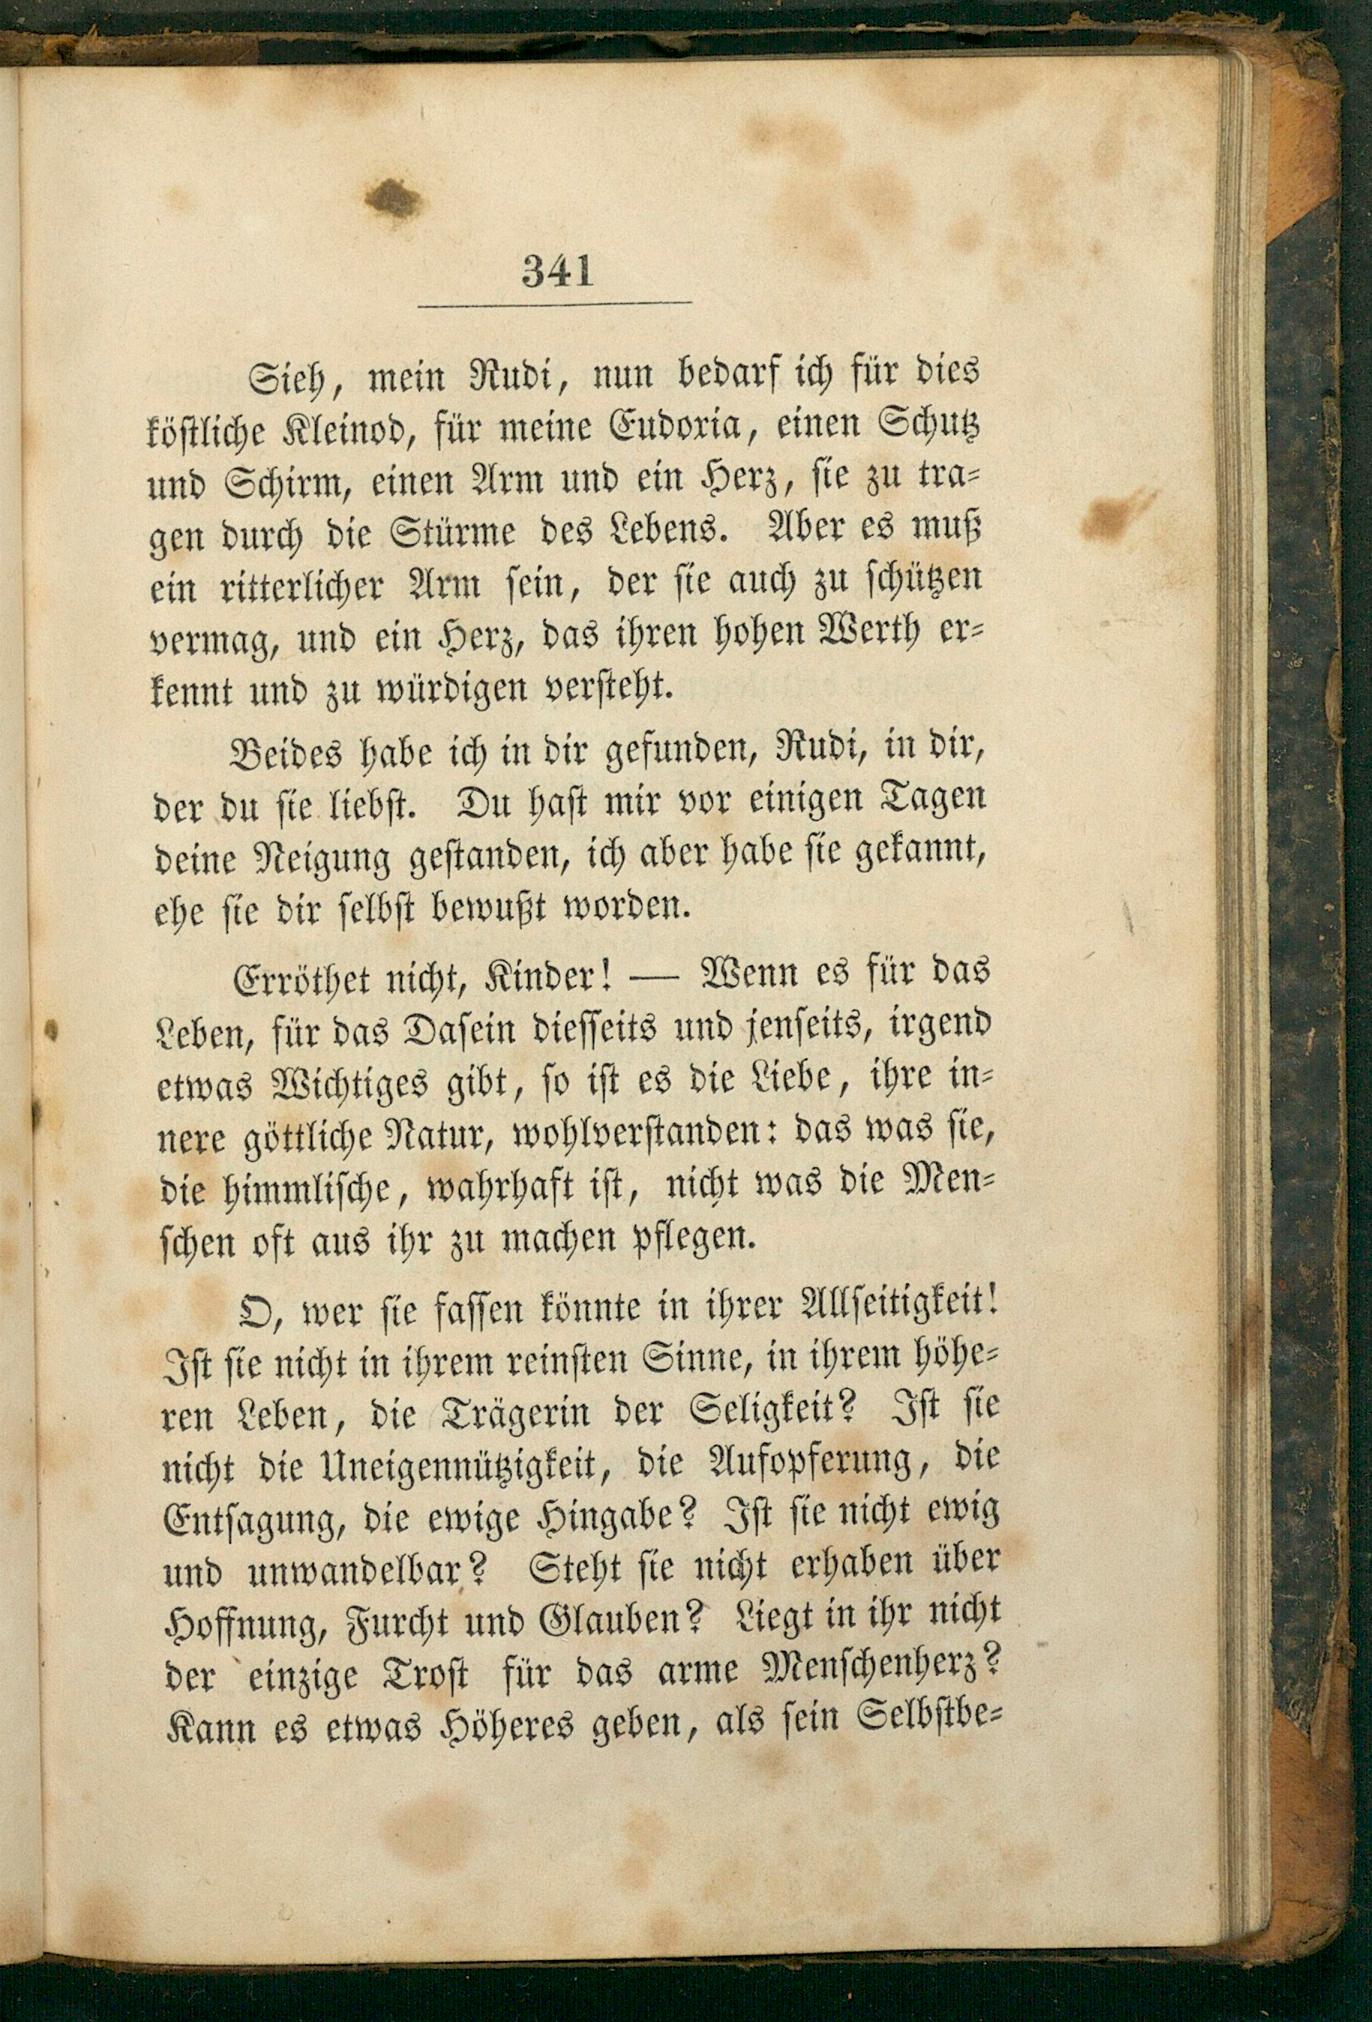 341
Sieh, mein Rudi, nun bedarf ich für dies
köstliche Kleinod, für meine Eudoxia, einen Schutz
und Schirm, einen Arm und ein Herz, sie zu tra-
gen durch die Stürme des Lebens. Aber es muß
ein ritterlicher Arm sein, der sie auch zu schützen
vermag, und ein Herz, das ihren hohen Werth er-
kennt und zu würdigen versteht.
Beides habe ich in dir gefunden, Rudi, in dir,
der du sie liebst. Du hast mir vor einigen Tagen
deine Neigung gestanden, ich aber habe sie gekannt,
ehe sie dir selbst bewußt worden.
Erröthet nicht, Kinder! — Wenn es für das
Leben, für das Dasein diesseits und jenseits, irgend
etwas Wichtiges gibt, so ist es die Liebe, ihre in-
nere göttliche Natur, wohlverstanden: das was sie,
die himmlische, wahrhaft ist, nicht was die Men-
schen oft aus ihr zu machen pflegen.
O, wer sie fassen könnte in ihrer Allseitigkeit!
Ist sie nicht in ihrem reinsten Sinne, in ihrem höhe-
ren Leben, die Trägerin der Seligkeit? Ist sie
nicht die Uneigennützigkeit, die Aufopferung, die
Entsagung, die ewige Hingabe? Ist sie nicht ewig
und unwandelbar? Steht sie nicht erhaben über
Hoffnung, Furcht und Glauben? Liegt in ihr nicht
der einzige Trost für das arme Menschenherz?
Kann es etwas Höheres geben, als sein Selbstbe-